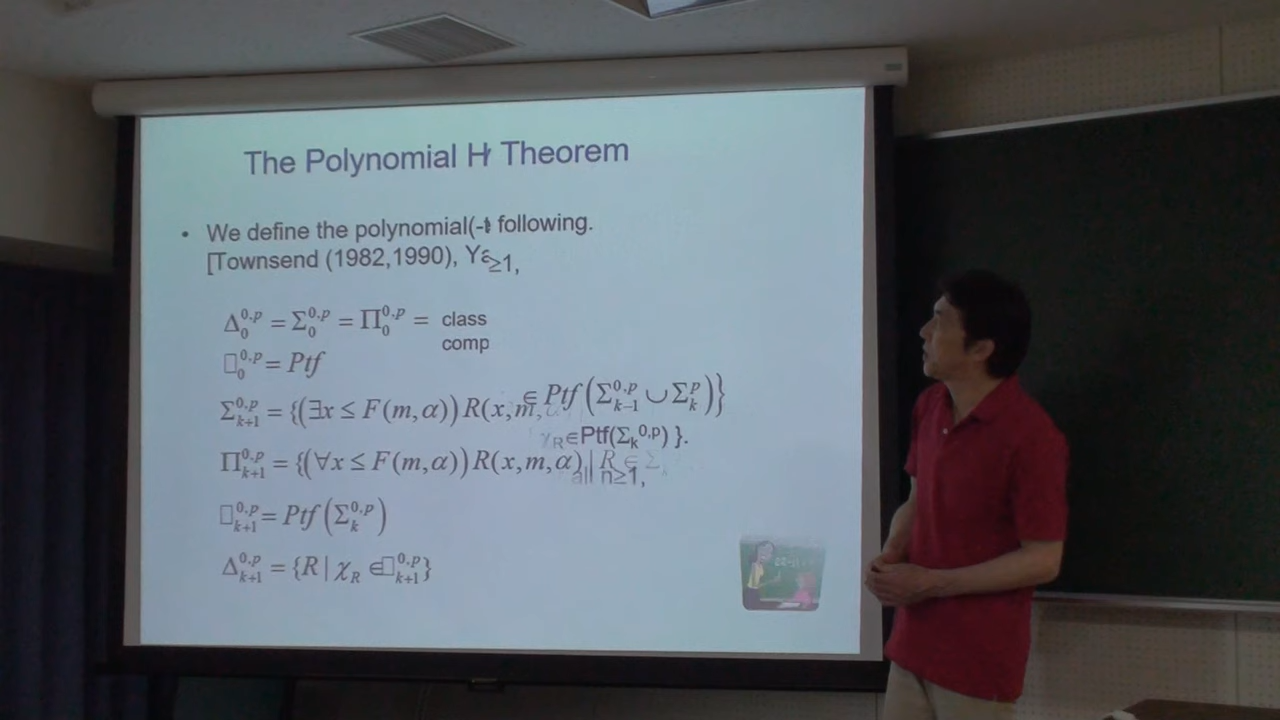 The Polynomial H Theorem
• We define the polynomial(-t following.
[Townsend (1982,1990), Yε≥1,
Δ₀^{0,p} = Σ₀^{0,p} = Π₀^{0,p} = class
comp
□₀^{0,p} = Ptf
Σ_{k+1}^{0,p} = {(∃x ≤ F(m,α)) R(x,m, ∈ Ptf(Σ_{k-1}^{0,p} ∪ Σ_k^p)}
χ_R∈Ptf(Σ_k^{0,p}) }.
Π_{k+1}^{0,p} = {(∀x ≤ F(m,α)) R(x,m,α) | R ∈ Σ
all n≥1,
□_{k+1}^{0,p} = Ptf(Σ_k^{0,p})
Δ_{k+1}^{0,p} = {R | χ_R ∈ □_{k+1}^{0,p}}